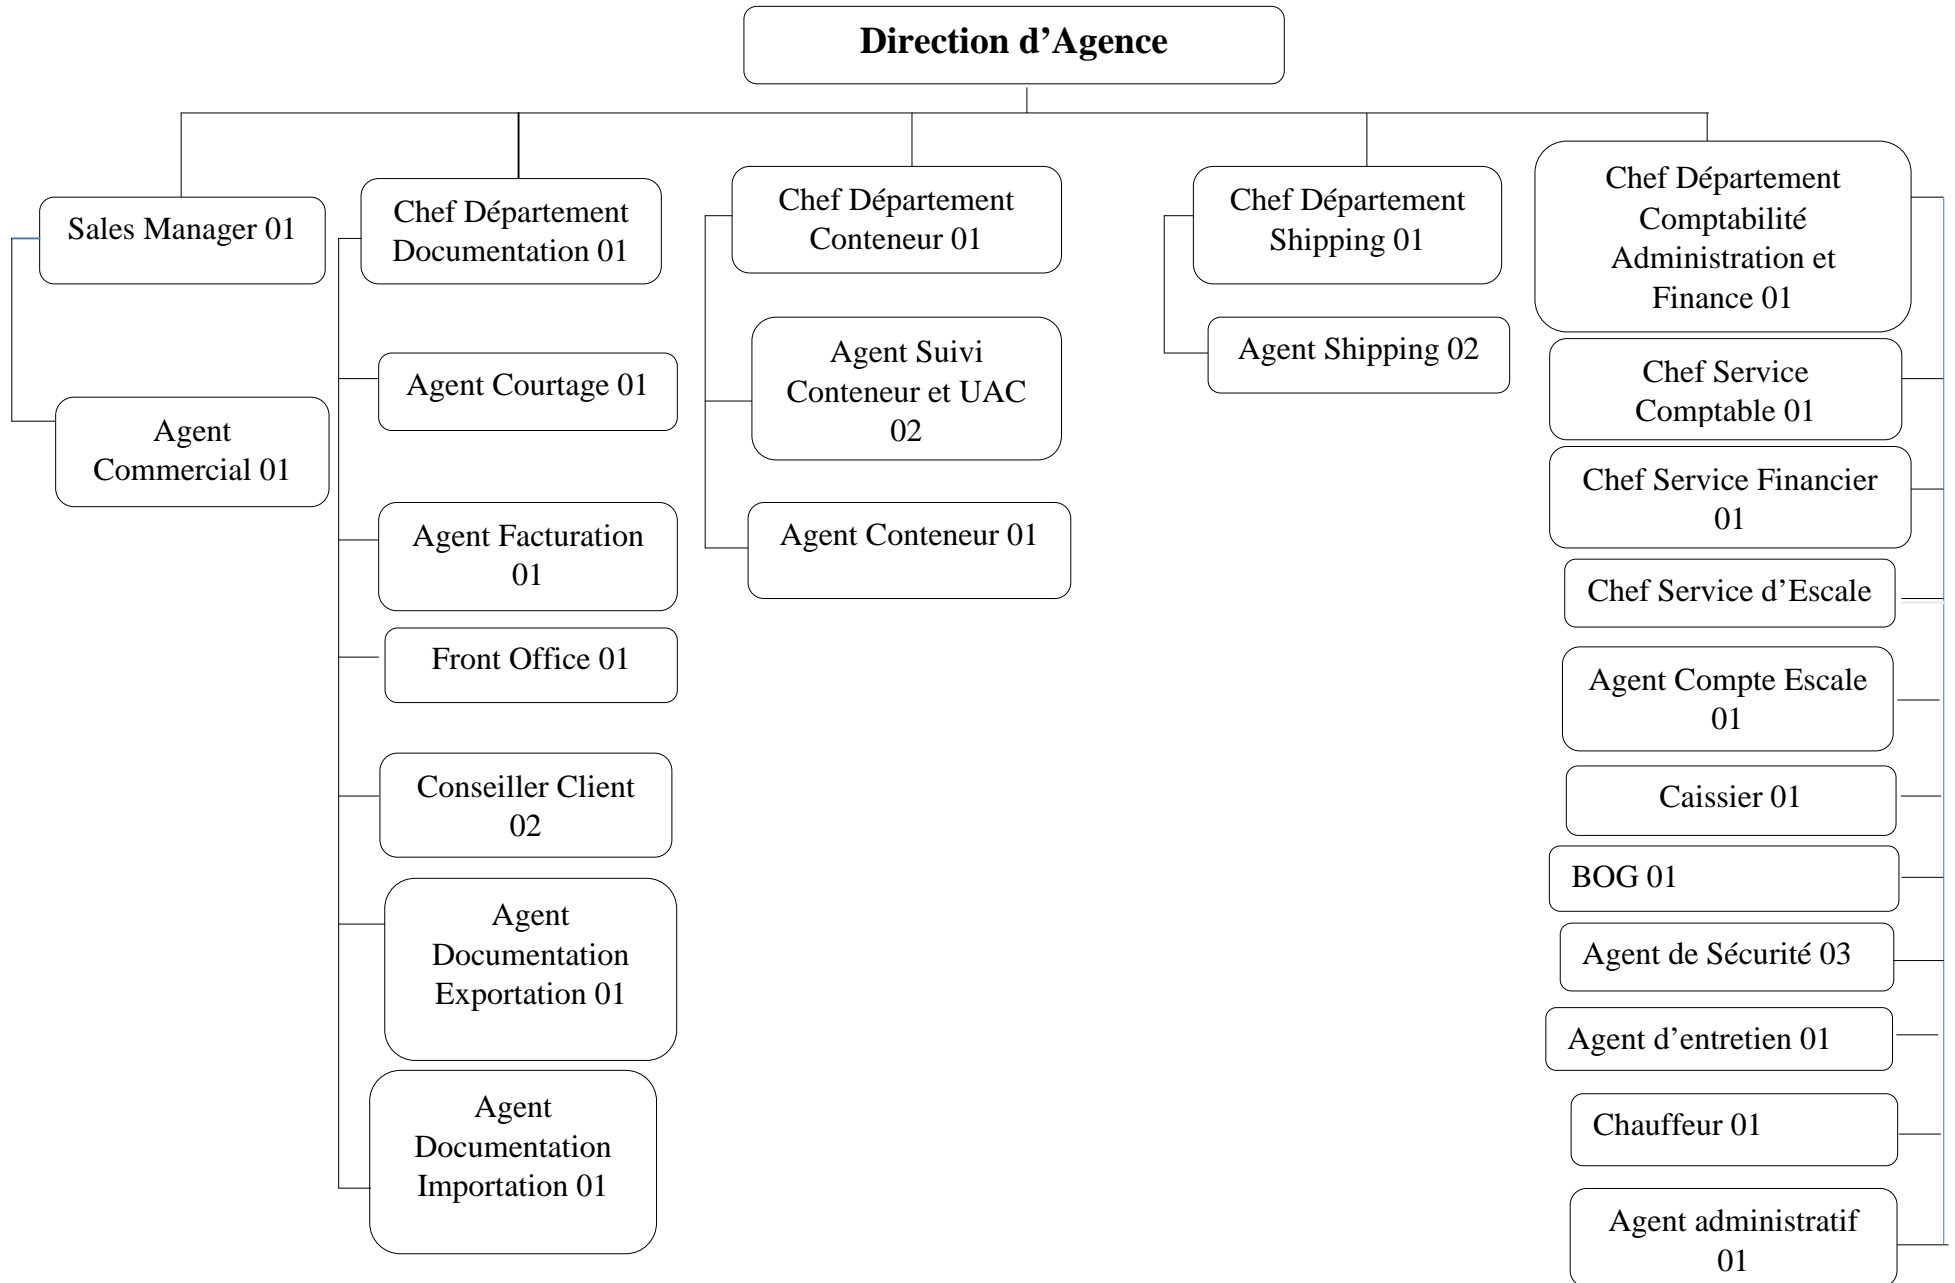 Direction d’Agence
Sales Manager 01
Agent
Commercial 01
Chef Département
Documentation 01
Agent Courtage 01
Agent Facturation
01
Front Office 01
Conseiller Client
02
Agent
Documentation
Exportation 01
Agent
Documentation
Importation 01
Chef Département
Conteneur 01
Agent Suivi
Conteneur et UAC
02
Agent Conteneur 01
Chef Département
Shipping 01
Agent Shipping 02
Chef Département
Comptabilité
Administration et
Finance 01
Chef Service
Comptable 01
Chef Service Financier
01
Chef Service d’Escale
Agent Compte Escale
01
Caissier 01
BOG 01
Agent de Sécurité 03
Agent d’entretien 01
Chauffeur 01
Agent administratif
01